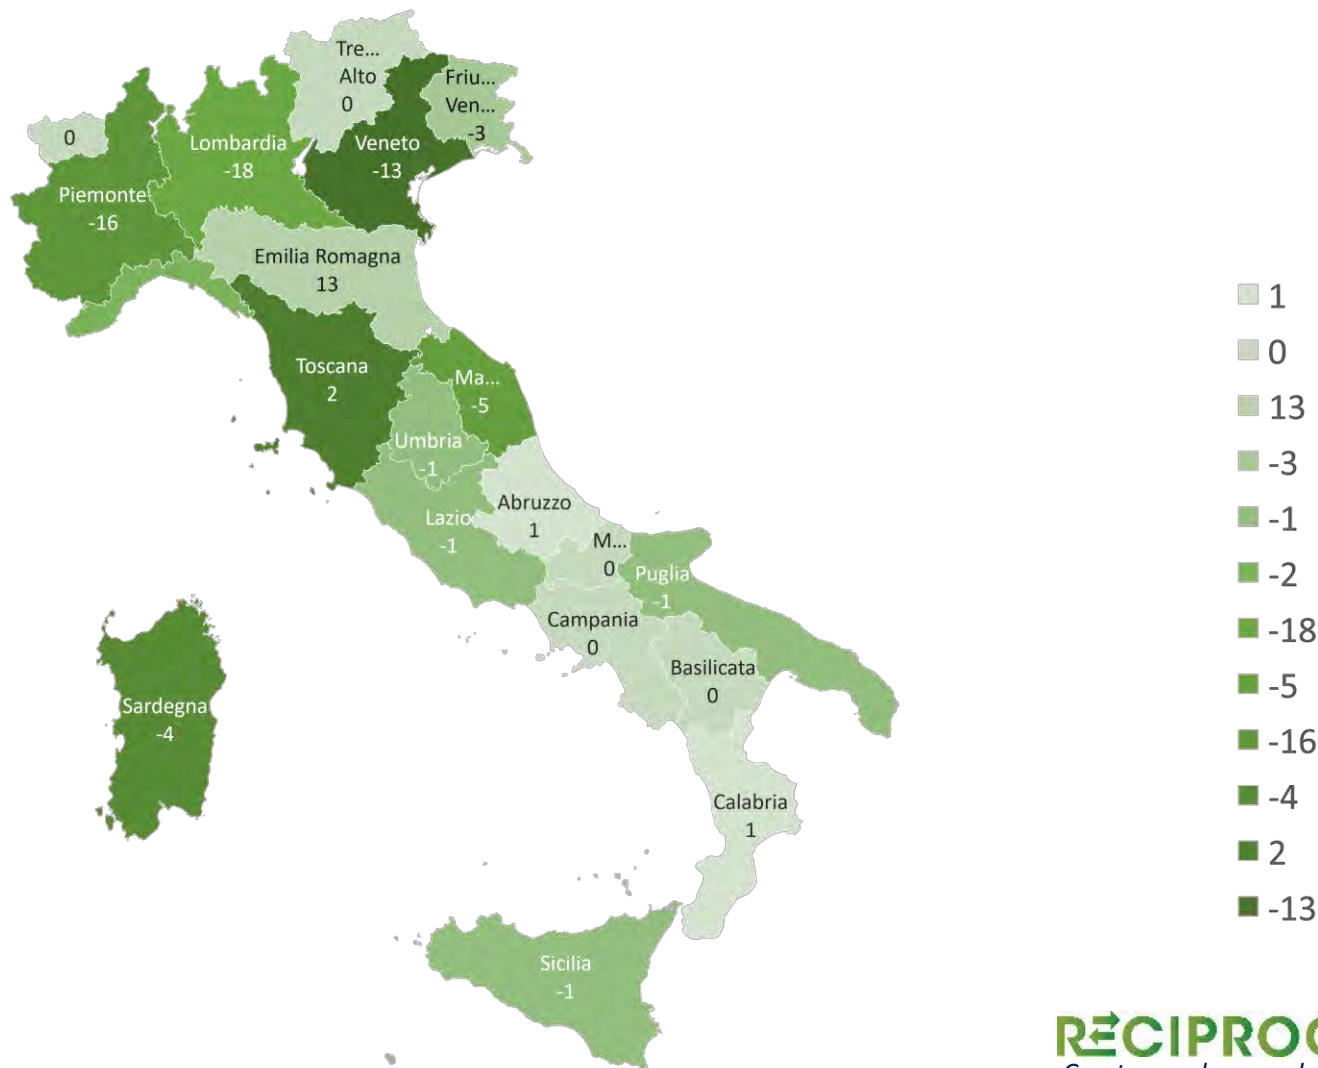 Tre...
Alto
0
Friu...
Ven...
-3
0
Lombardia
-18
Veneto
-13
Piemonte
-16
Emilia Romagna
13
Toscana
2
Ma...
-5
Umbria
-1
Abruzzo
1
Lazio
-1
M...
0
Puglia
-1
Campania
0
Basilicata
0
Sardegna
-4
Calabria
1
Sicilia
-1
1
0
13
-3
-1
-2
-18
-5
-16
-4
2
-13
RECIPROC